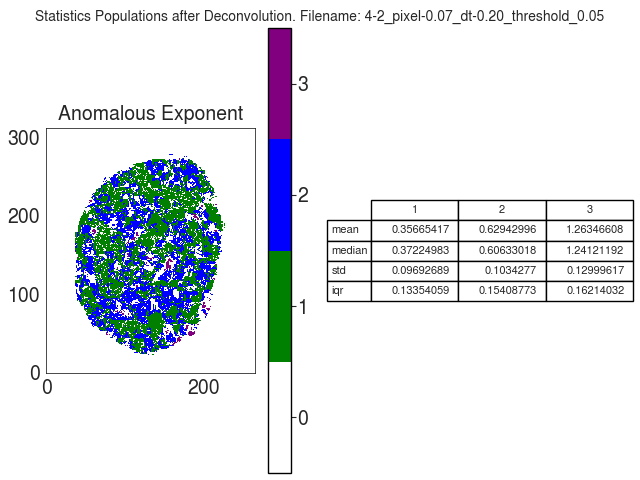 Statistics Populations after Deconvolution. Filename: 4-2_pixel-0.07_dt-0.20_threshold_0.05
Anomalous Exponent
300
200
100
0
0 200
3
2
1
0
1 2 3
mean 0.35665417 0.62942996 1.26346608
median 0.37224983 0.60633018 1.24121192
std 0.09692689 0.1034277 0.12999617
iqr 0.13354059 0.15408773 0.16214032